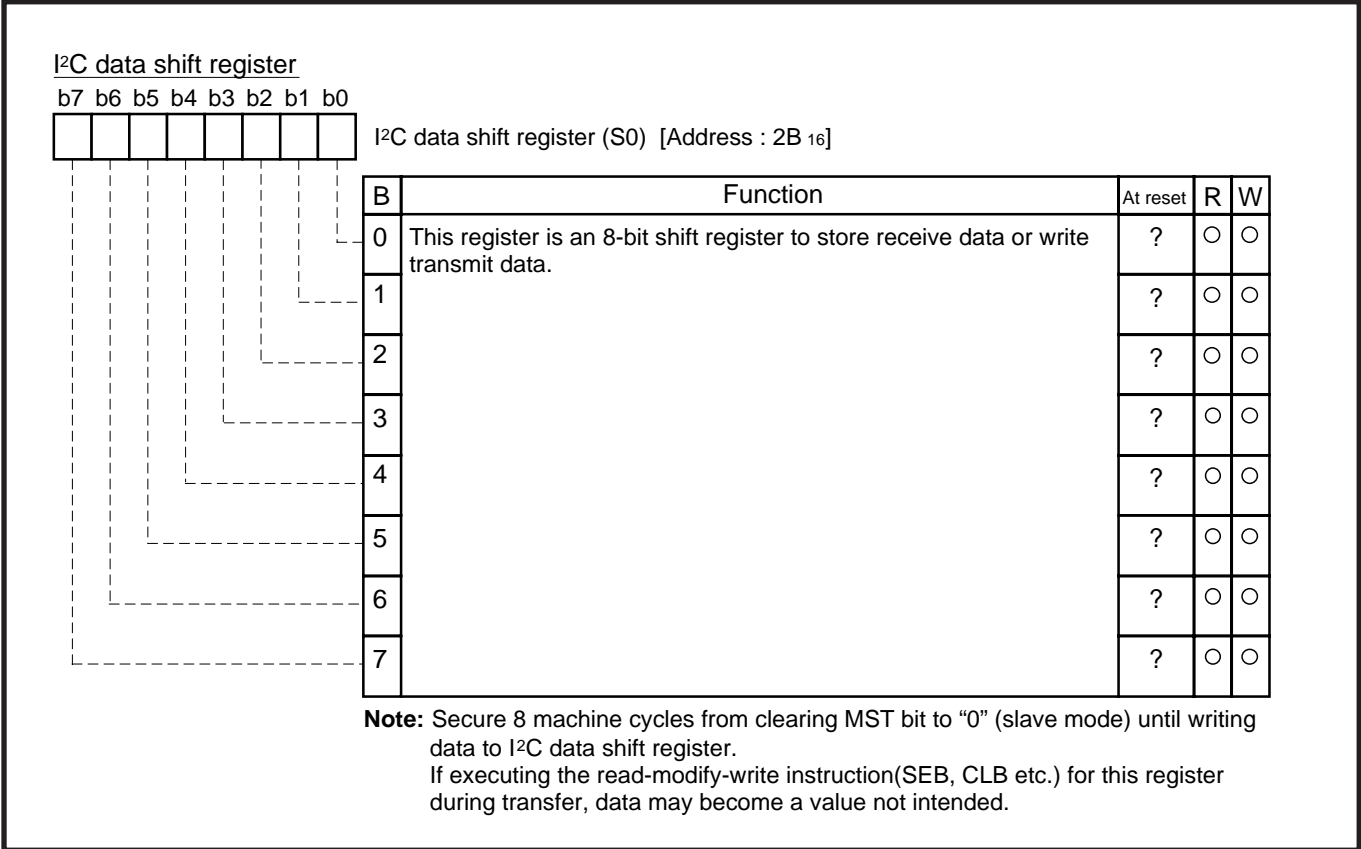 I²C data shift register
b7 b6 b5 b4 b3 b2 b1 b0
I²C data shift register (S0) [Address : 2B 16]
B Function At reset R W
0 This register is an 8-bit shift register to store receive data or write ? ○ ○
transmit data.
1 ? ○ ○
2 ? ○ ○
3 ? ○ ○
4 ? ○ ○
5 ? ○ ○
6 ? ○ ○
7 ? ○ ○
Note: Secure 8 machine cycles from clearing MST bit to “0” (slave mode) until writing
data to I²C data shift register.
If executing the read-modify-write instruction(SEB, CLB etc.) for this register
during transfer, data may become a value not intended.